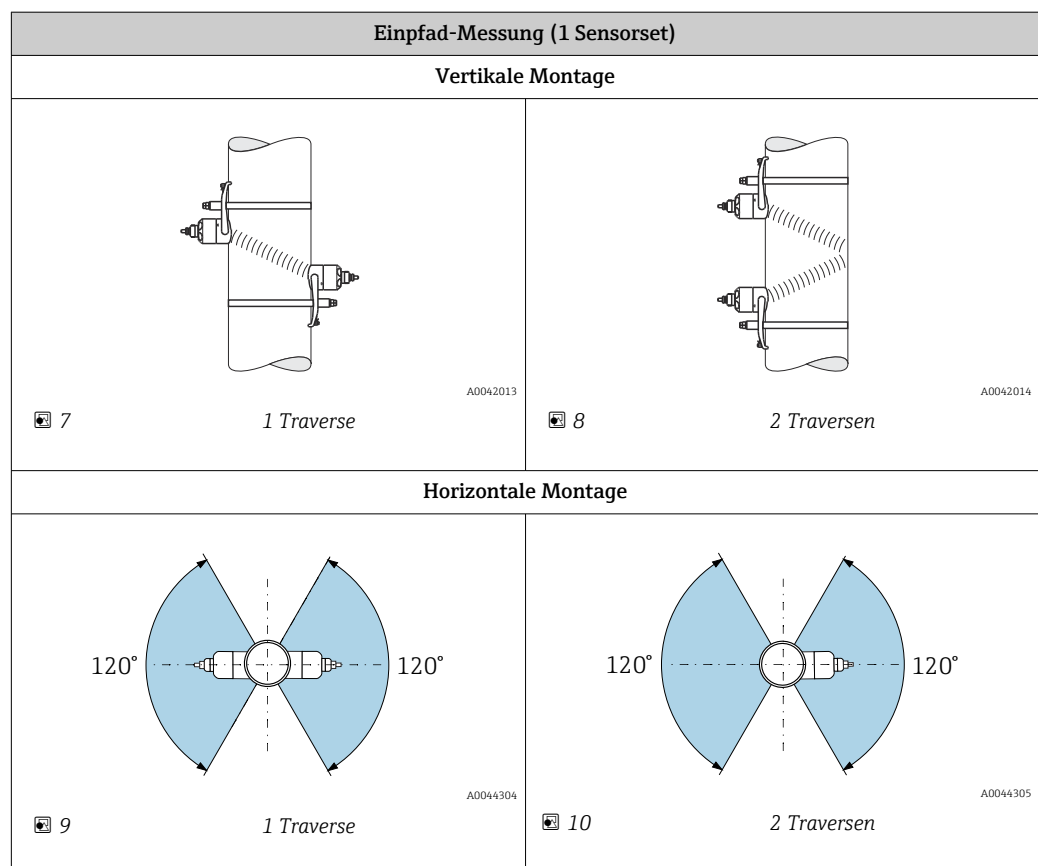 Einpfad-Messung (1 Sensorset)
Vertikale Montage
A0042013
7 1 Traverse
A0042014
8 2 Traversen
Horizontale Montage
120° 120°
A0044304
9 1 Traverse
120° 120°
A0044305
10 2 Traversen